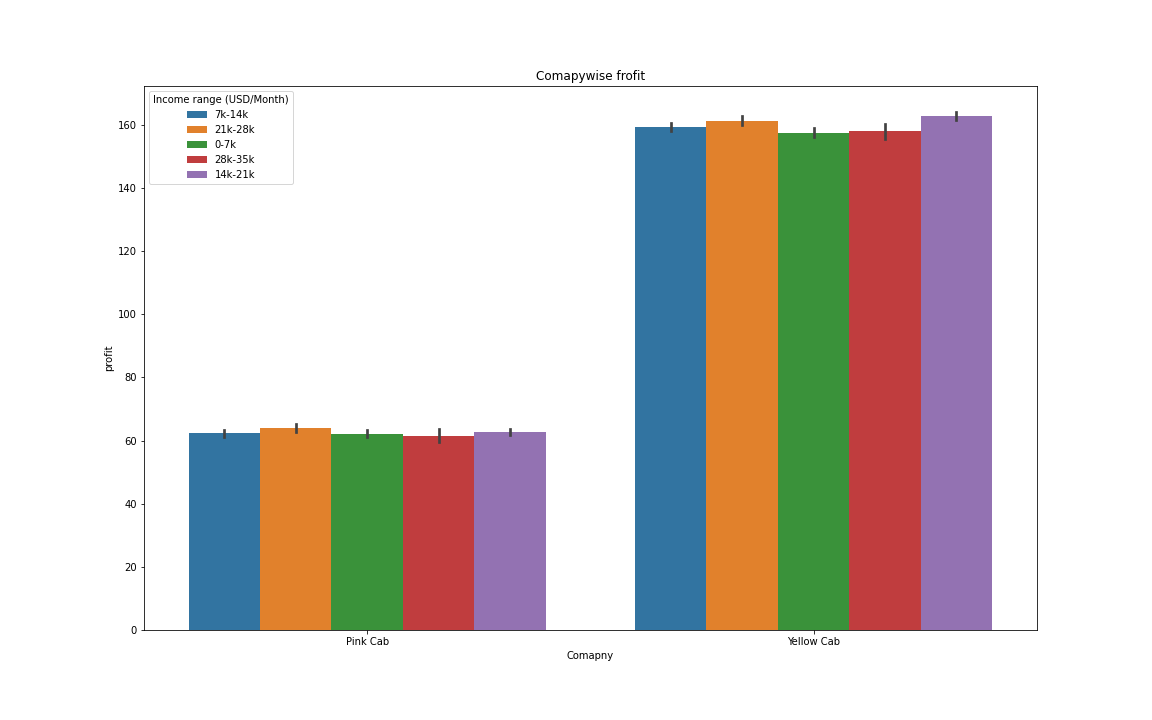 Comapywise frofit
Income range (USD/Month)
7k-14k
21k-28k
0-7k
28k-35k
14k-21k
160
140
120
100
80
60
40
20
0
profit
Pink Cab
Yellow Cab
Comapny